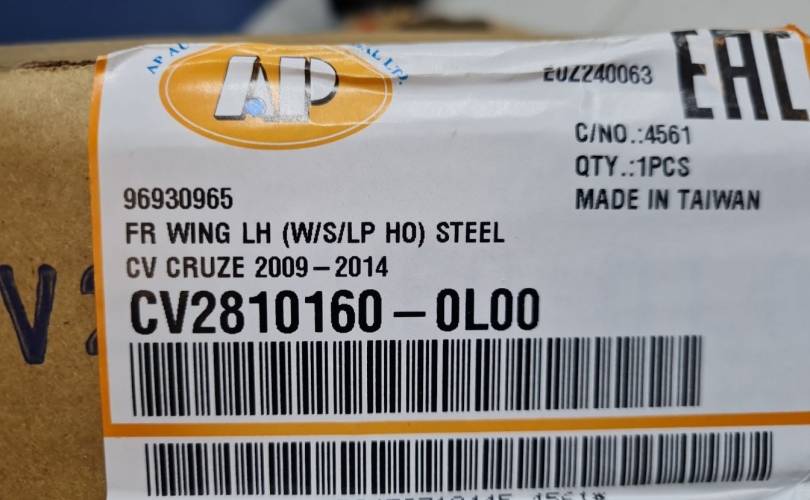 AP
EUZ240063
EAC
C/NO.:4561
QTY.:1PCS
MADE IN TAIWAN
96930965
FR WING LH (W/S/LP HO) STEEL
CV CRUZE 2009-2014
CV2810160-0L00